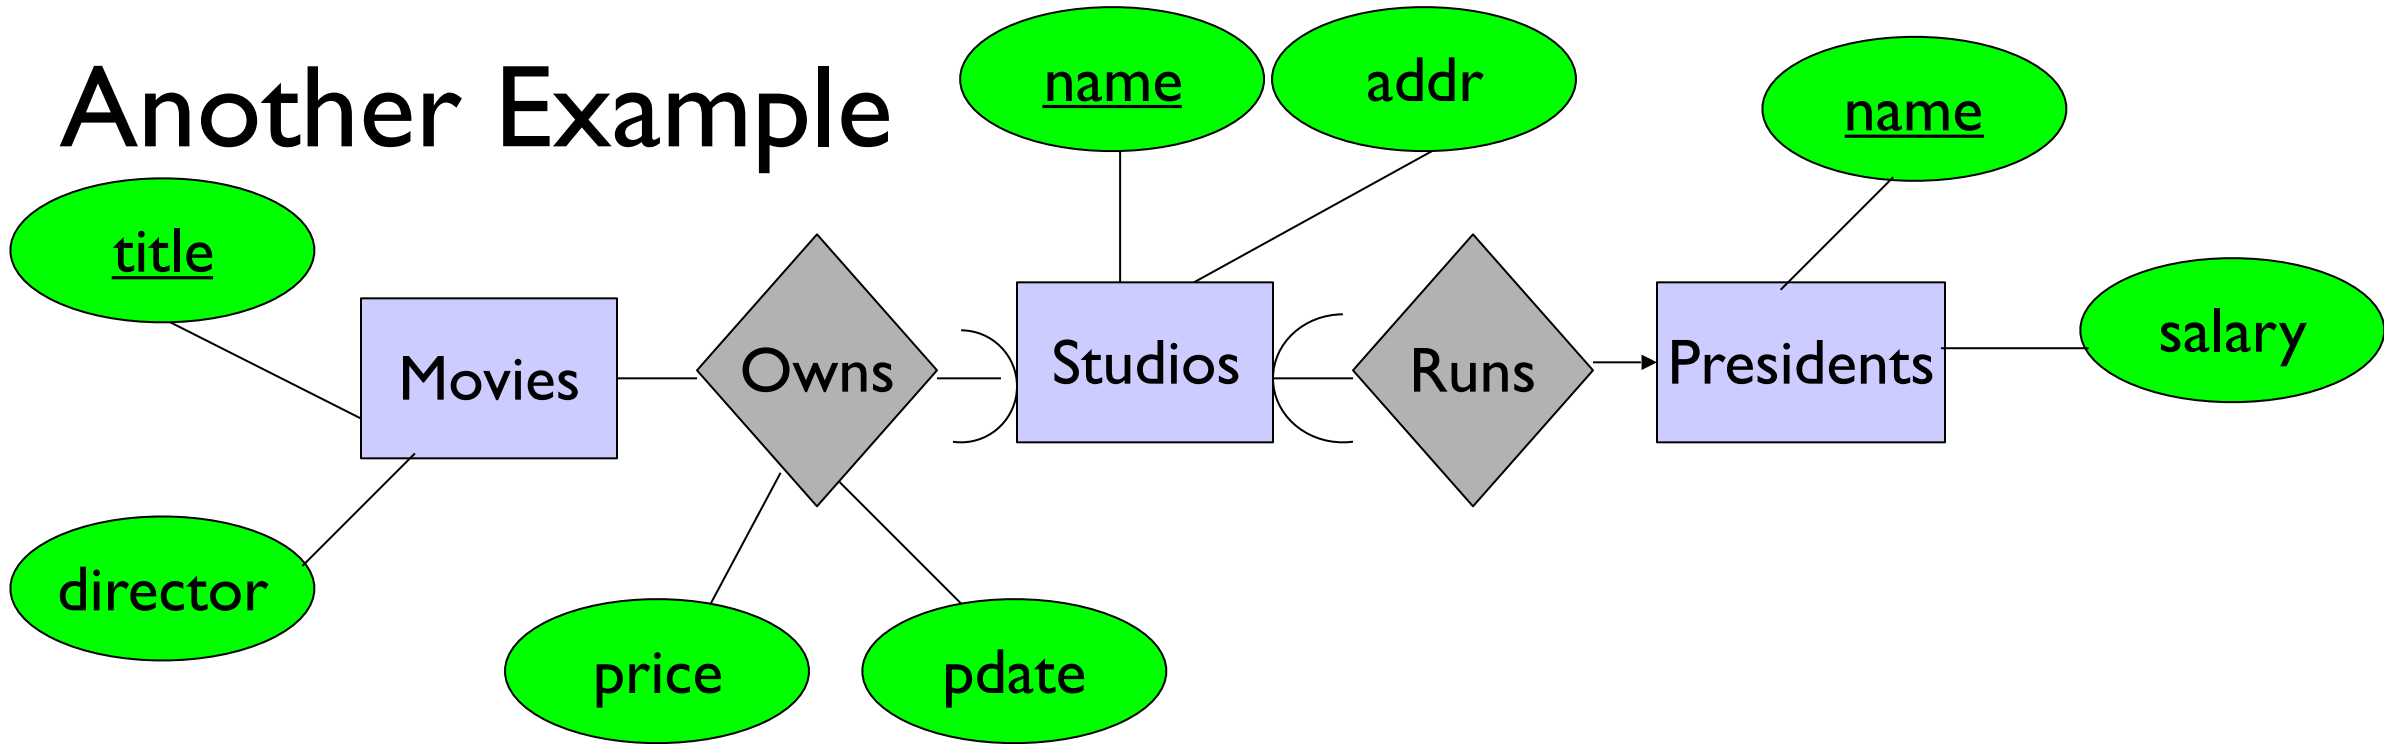 Another Example
name
addr
name
title
salary
Movies
Owns
Studios
Runs
Presidents
director
price
pdate